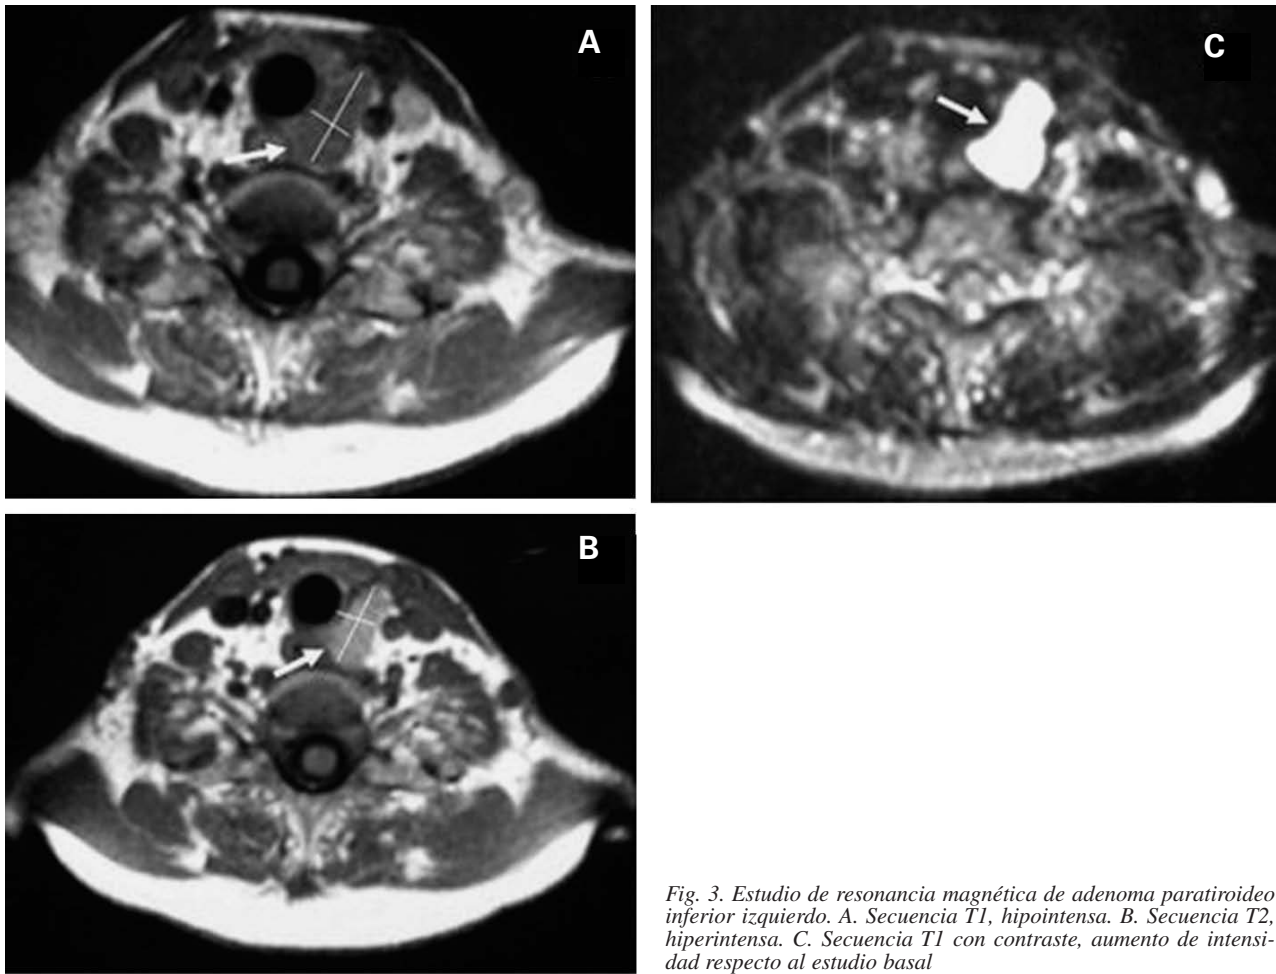 A
C
B
Fig. 3. Estudio de resonancia magnética de adenoma paratiroideo
inferior izquierdo. A. Secuencia T1, hipointensa. B. Secuencia T2,
hiperintensa. C. Secuencia T1 con contraste, aumento de intensi-
dad respecto al estudio basal